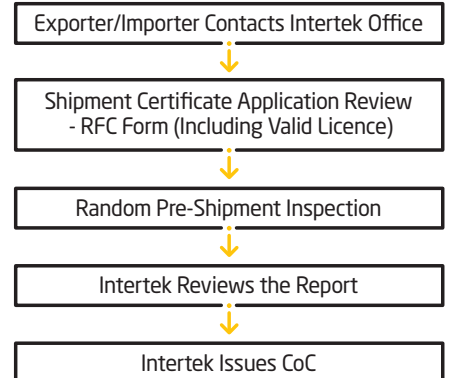 Exporter/Importer Contacts Intertek Office
Shipment Certificate Application Review
- RFC Form (Including Valid Licence)
Random Pre-Shipment Inspection
Intertek Reviews the Report
Intertek Issues CoC